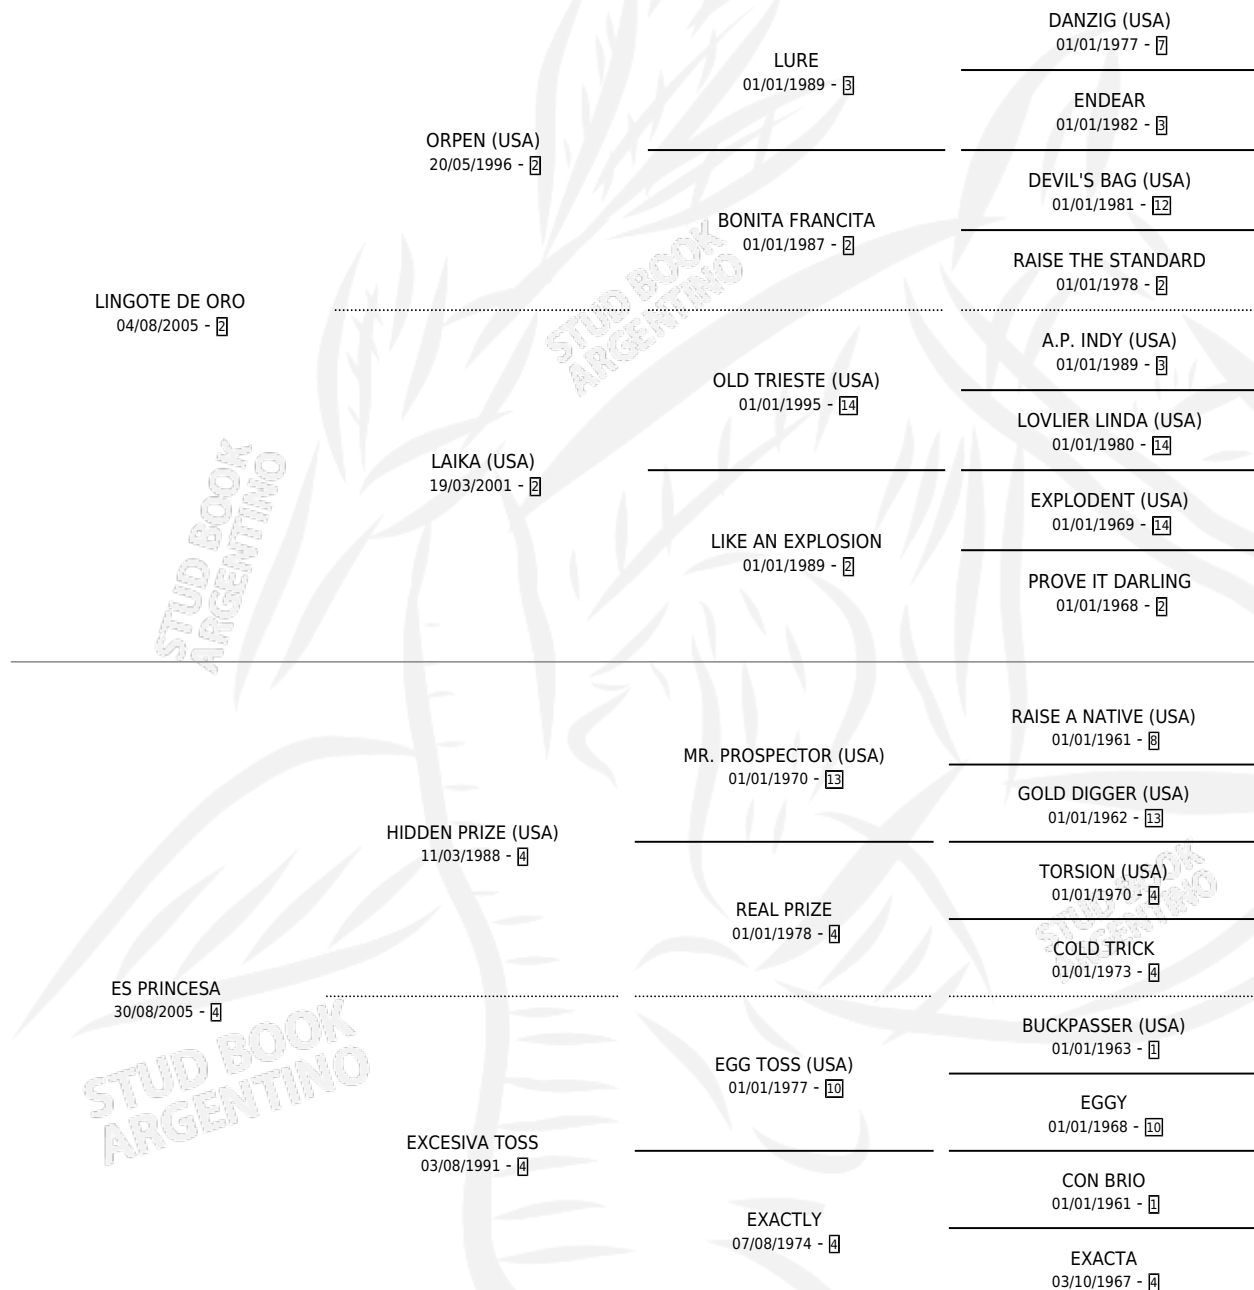 DANZIG (USA)
01/01/1977 - 7
LURE
01/01/1989 - 3
ENDEAR
01/01/1982 - 3
ORPEN (USA)
20/05/1996 - 2
DEVIL'S BAG (USA)
01/01/1981 - 12
BONITA FRANCITA
01/01/1987 - 2
RAISE THE STANDARD
01/01/1978 - 2
LINGOTE DE ORO
04/08/2005 - 2
A.P. INDY (USA)
01/01/1989 - 3
OLD TRIESTE (USA)
01/01/1995 - 14
LOVLIER LINDA (USA)
01/01/1980 - 14
LAIKA (USA)
19/03/2001 - 2
EXPLODENT (USA)
01/01/1969 - 14
LIKE AN EXPLOSION
01/01/1989 - 2
PROVE IT DARLING
01/01/1968 - 2
RAISE A NATIVE (USA)
01/01/1961 - 8
MR. PROSPECTOR (USA)
01/01/1970 - 13
GOLD DIGGER (USA)
01/01/1962 - 13
HIDDEN PRIZE (USA)
11/03/1988 - 4
TORSION (USA)
01/01/1970 - 4
REAL PRIZE
01/01/1978 - 4
COLD TRICK
01/01/1973 - 4
ES PRINCESA
30/08/2005 - 4
BUCKPASSER (USA)
01/01/1963 - 1
EGG TOSS (USA)
01/01/1977 - 10
EGGY
01/01/1968 - 10
EXCESIVA TOSS
03/08/1991 - 4
CON BRIO
01/01/1961 - 1
EXACTLY
07/08/1974 - 4
EXACTA
03/10/1967 - 4
STUD BOOK
ARGENTINO
STUD BOOK
ARGENTINO
STUD BOOK
ARGENTINO
STUD BOOK
ARGENTINO